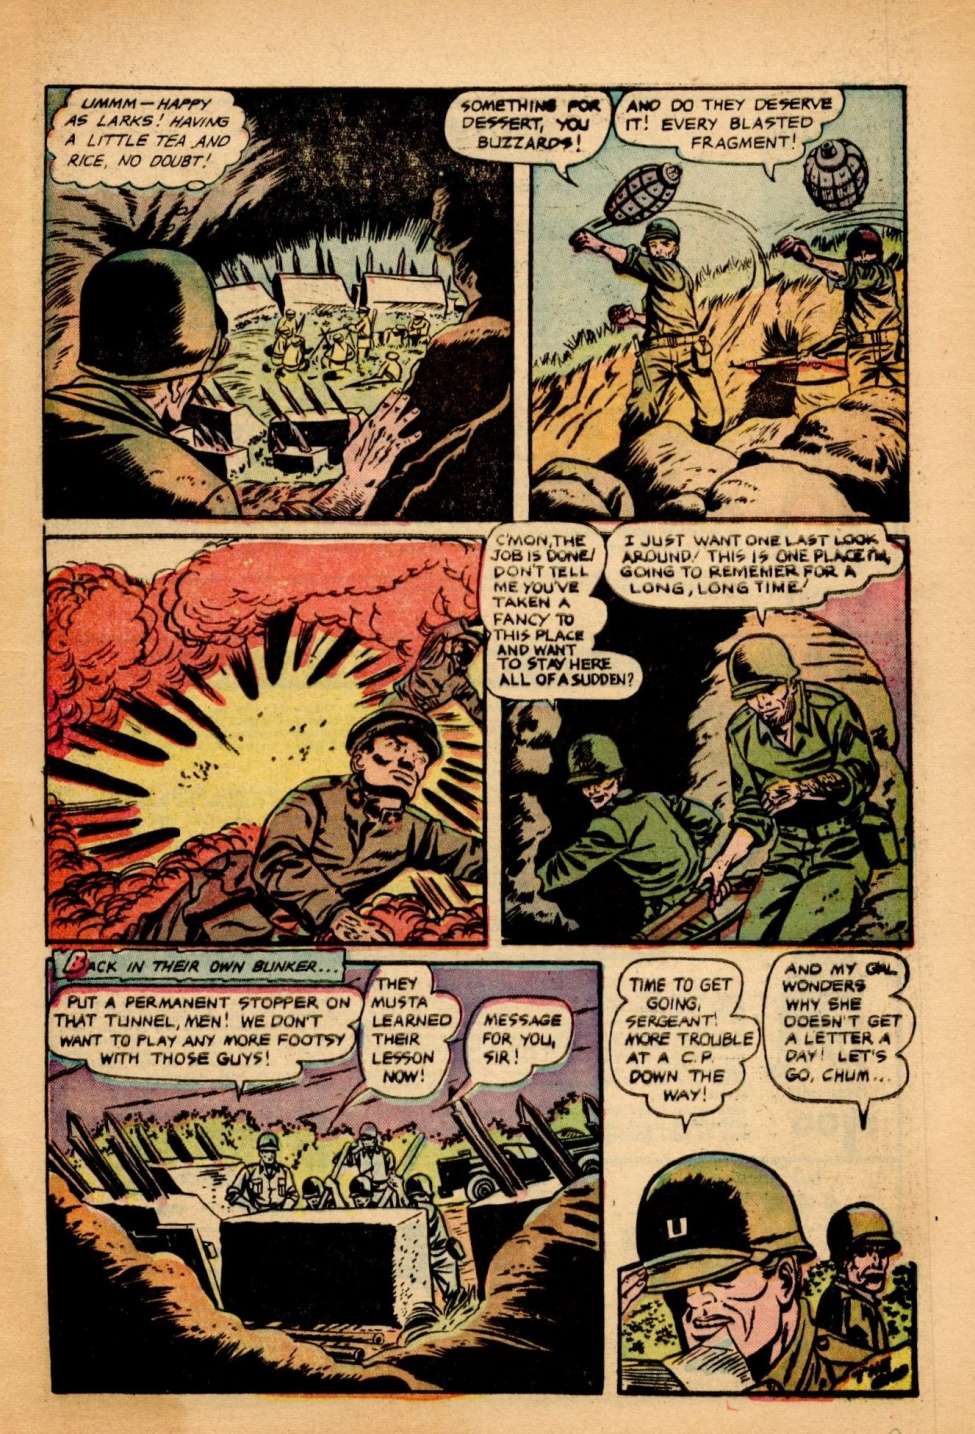 UMMM — HAPPY
AS LARKS! HAVING
A LITTLE TEA AND
RICE, NO DOUBT!
SOMETHING FOR
DESSERT, YOU
BUZZARDS!
AND DO THEY DESERVE
IT! EVERY BLASTED
FRAGMENT!
C'MON, THE
JOB IS DONE!
DON'T TELL
ME YOU'VE
TAKEN A
FANCY TO
THIS PLACE
AND WANT
TO STAY HERE
ALL OF A SUDDEN?
I JUST WANT ONE LAST LOOK
AROUND! THIS IS ONE PLACE I'M
GOING TO REMEMER FOR A
LONG, LONG TIME!
BACK IN THEIR OWN BUNKER...
PUT A PERMANENT STOPPER ON
THAT TUNNEL, MEN! WE DON'T
WANT TO PLAY ANY MORE FOOTSY
WITH THOSE GUYS!
THEY
MUSTA
LEARNED
THEIR
LESSON
NOW!
MESSAGE
FOR YOU,
SIR!
TIME TO GET
GOING,
SERGEANT!
MORE TROUBLE
AT A C.P.
DOWN THE
WAY!
AND MY GAL
WONDERS
WHY SHE
DOESN'T GET
A LETTER A
DAY! LET'S
GO, CHUM...
THE
END